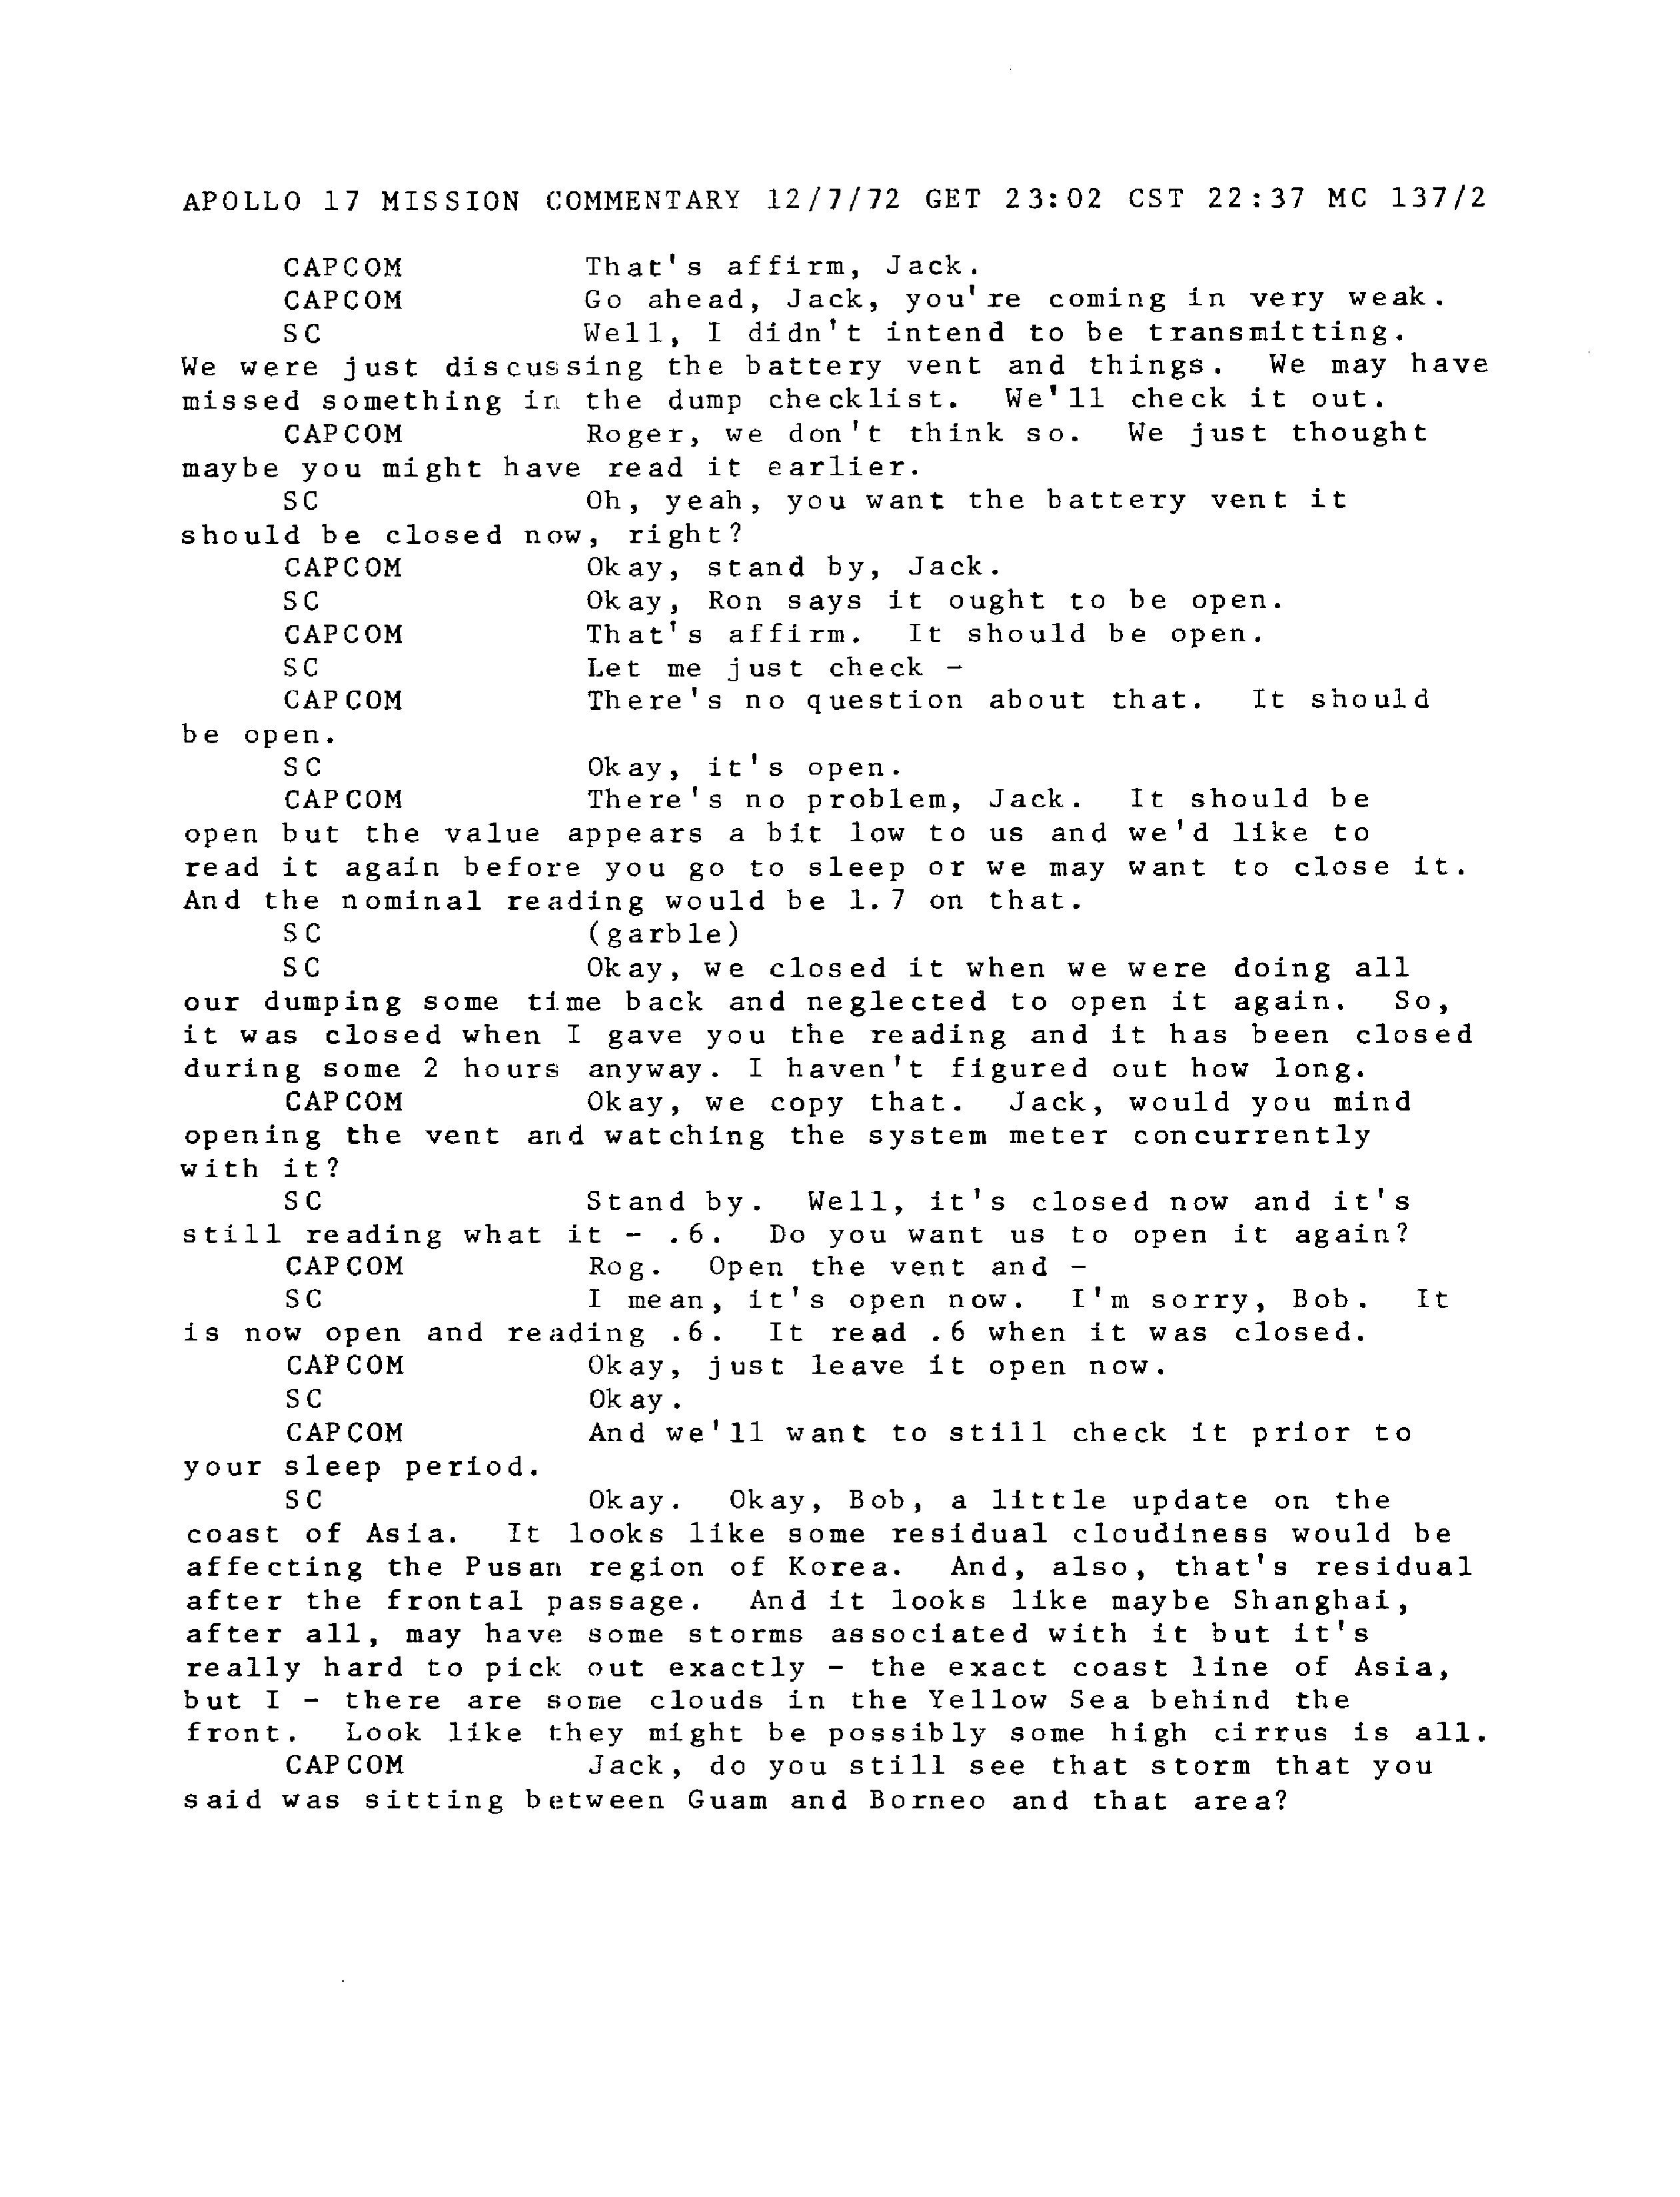 APOLLO 17 MISSION COMMENTARY 12/7/72 GET 23:02 CST 22:37 MC 137/2
CAPCOM That's affirm, Jack.
CAPCOM Go ahead, Jack, you're coming in very weak.
SC Well, I didn't intend to be transmitting.
We were just discussing the battery vent and things. We may have
missed something in the dump checklist. We'll check it out.
CAPCOM Roger, we don't think so. We just thought
maybe you might have read it earlier.
SC Oh, yeah, you want the battery vent it
should be closed now, right?
CAPCOM Okay, stand by, Jack.
SC Okay, Ron says it ought to be open.
CAPCOM That's affirm. It should be open.
SC Let me just check -
CAPCOM There's no question about that. It should
be open.
SC Okay, it's open.
CAPCOM There's no problem, Jack. It should be
open but the value appears a bit low to us and we'd like to
read it again before you go to sleep or we may want to close it.
And the nominal reading would be 1.7 on that.
SC (garble)
SC Okay, we closed it when we were doing all
our dumping some time back and neglected to open it again. So,
it was closed when I gave you the reading and it has been closed
during some 2 hours anyway. I haven't figured out how long.
CAPCOM Okay, we copy that. Jack, would you mind
opening the vent and watching the system meter concurrently
with it?
SC Stand by. Well, it's closed now and it's
still reading what it - .6. Do you want us to open it again?
CAPCOM Rog. Open the vent and -
SC I mean, it's open now. I'm sorry, Bob. It
is now open and reading .6. It read .6 when it was closed.
CAPCOM Okay, just leave it open now.
SC Okay.
CAPCOM And we'll want to still check it prior to
your sleep period.
SC Okay. Okay, Bob, a little update on the
coast of Asia. It looks like some residual cloudiness would be
affecting the Pusan region of Korea. And, also, that's residual
after the frontal passage. And it looks like maybe Shanghai,
after all, may have some storms associated with it but it's
really hard to pick out exactly - the exact coast line of Asia,
but I - there are some clouds in the Yellow Sea behind the
front. Look like they might be possibly some high cirrus is all.
CAPCOM Jack, do you still see that storm that you
said was sitting between Guam and Borneo and that area?